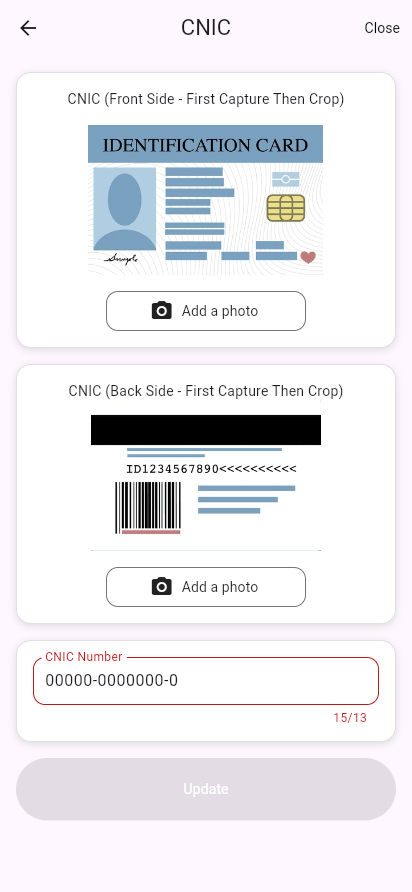 CNIC
Close
CNIC (Front Side - First Capture Then Crop)
IDENTIFICATION CARD
Sample
Add a photo
CNIC (Back Side - First Capture Then Crop)
ID1234567890<<<<<<<<<<
Add a photo
CNIC Number
00000-0000000-0
15/13
Update